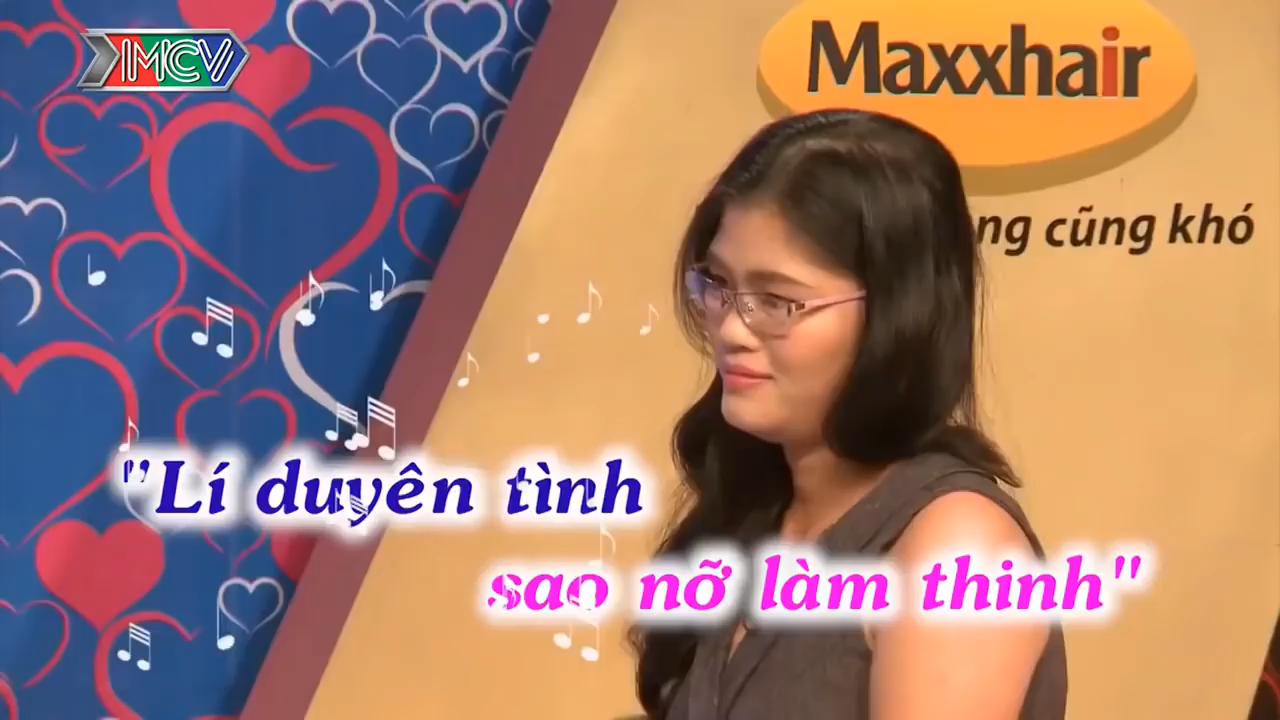 MCV
Maxxhair
ng cũng khó
"Lí duyên tình
sao nỡ làm thinh"